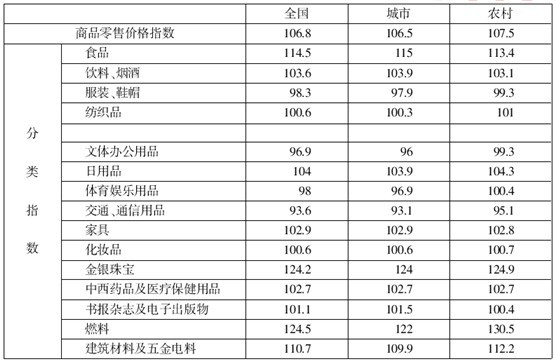 全国 城市 农村
商品零售价格指数 106.8 106.5 107.5
分类指数
食品 114.5 115 113.4
饮料、烟酒 103.6 103.9 103.1
服装、鞋帽 98.3 97.9 99.3
纺织品 100.6 100.3 101
文体办公用品 96.9 96 99.3
日用品 104 103.9 104.3
体育娱乐用品 98 96.9 100.4
交通、通信用品 93.6 93.1 95.1
家具 102.9 102.9 102.8
化妆品 100.6 100.6 100.7
金银珠宝 124.2 124 124.9
中西药品及医疗保健用品 102.7 102.7 102.7
书报杂志及电子出版物 101.1 101.5 100.4
燃料 124.5 122 130.5
建筑材料及五金电料 110.7 109.9 112.2